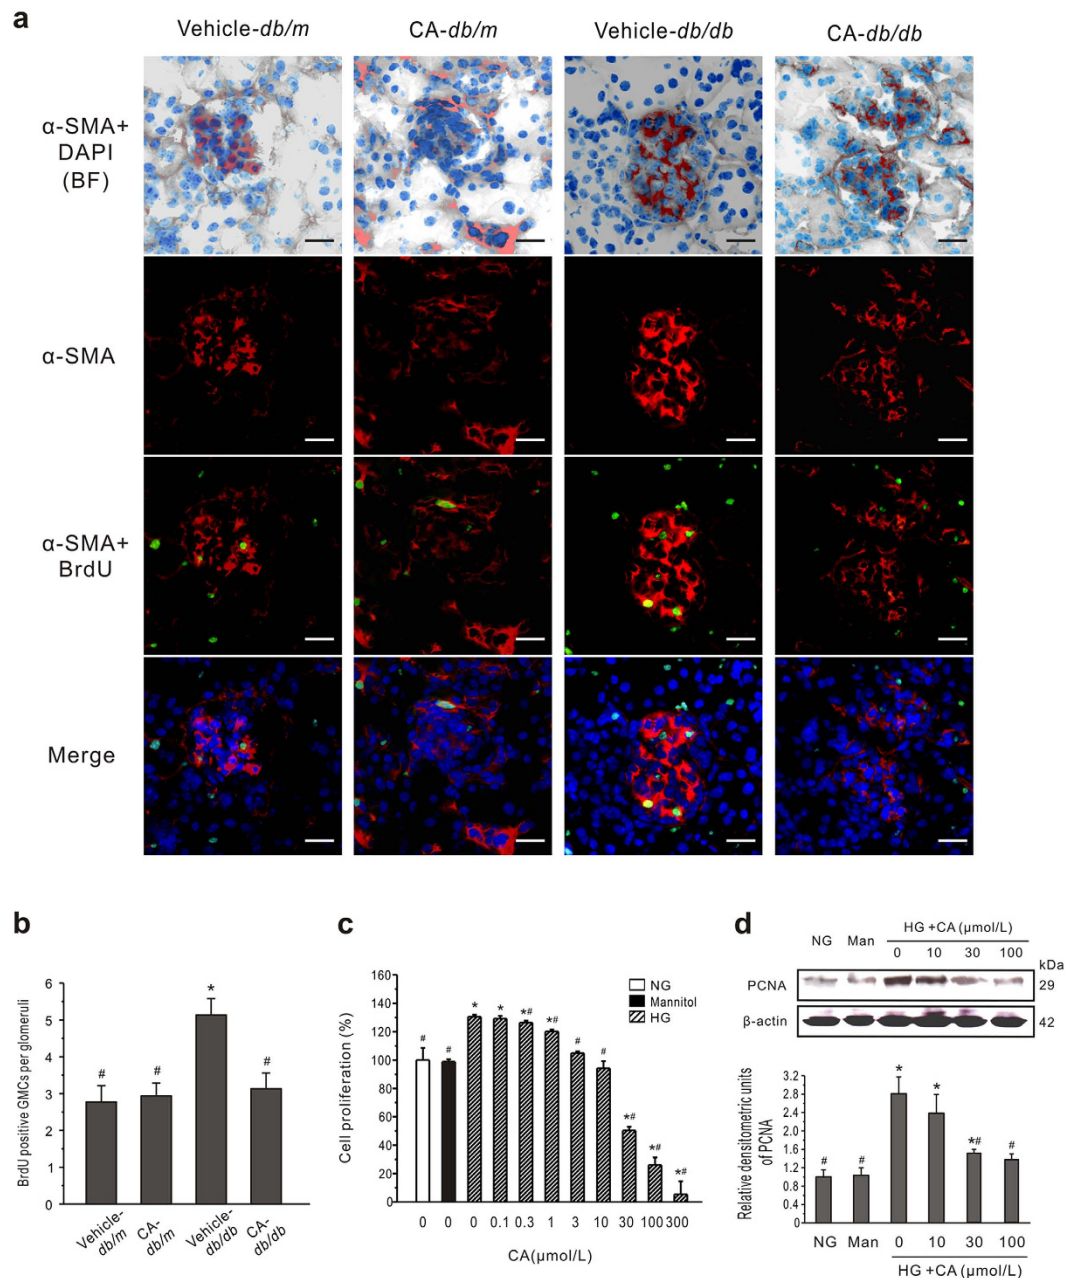 a
Vehicle-db/m
CA-db/m
Vehicle-db/db
CA-db/db
α-SMA+
DAPI
(BF)
α-SMA
α-SMA+
BrdU
Merge
b
BrdU positive GMCs per glomeruli
6
5
4
3
2
1
0
#
#
*
#
Vehicle-
db/m
CA-
db/m
Vehicle-
db/db
CA-
db/db
c
Cell proliferation (%)
160
140
120
100
80
60
40
20
0
NG
Mannitol
HG
#
#
*
*
*#
*#
#
#
*#
*#
*#
0 0 0 0.1 0.3 1 3 10 30 100 300
CA(μmol/L)
d
NG Man HG +CA (μmol/L)
0 10 30 100
kDa
PCNA 29
β-actin 42
Relative densitometric units
of PCNA
3.2
2.8
2.4
2.0
1.6
1.2
0.8
0.4
0
#
#
*
*
*#
#
NG Man 0 10 30 100
HG +CA (μmol/L)